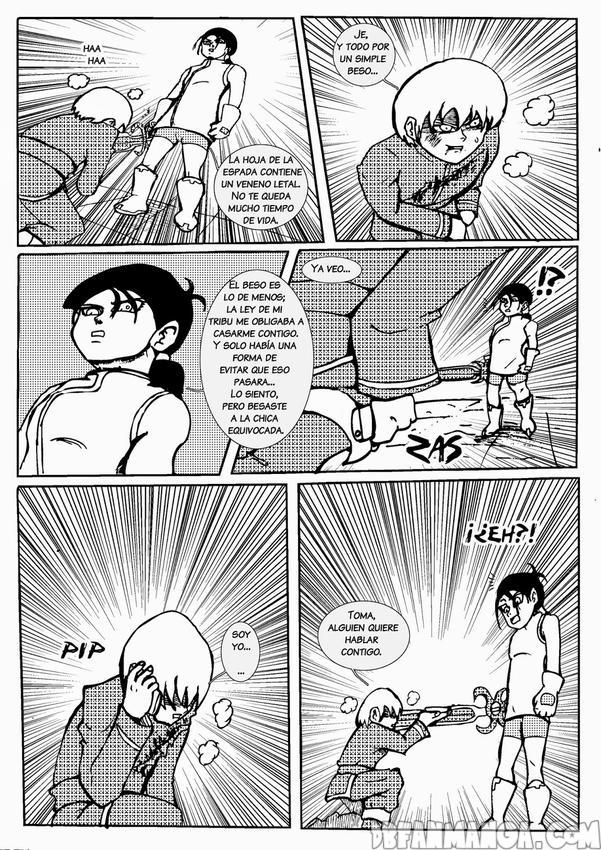 HAA
HAA
LA HOJA DE LA
ESPADA CONTIENE
UN VENENO LETAL.
NO TE QUEDA
MUCHO TIEMPO
DE VIDA.
JE,
Y TODO POR
UN SIMPLE
BESO...
EL BESO ES
LO DE MENOS;
LA LEY DE MI
TRIBU ME OBLIGABA A
CASARME CONTIGO.
Y SOLO HABÍA UNA
FORMA DE
EVITAR QUE ESO
PASARA...
LO SIENTO,
PERO BESASTE
A LA CHICA
EQUIVOCADA.
YA VEO...
!?
ZAS
PIP
SOY
YO...
...
¡¿EH?!
TOMA,
ALGUIEN QUIERE
HABLAR
CONTIGO.
DBFANMANGA.COM